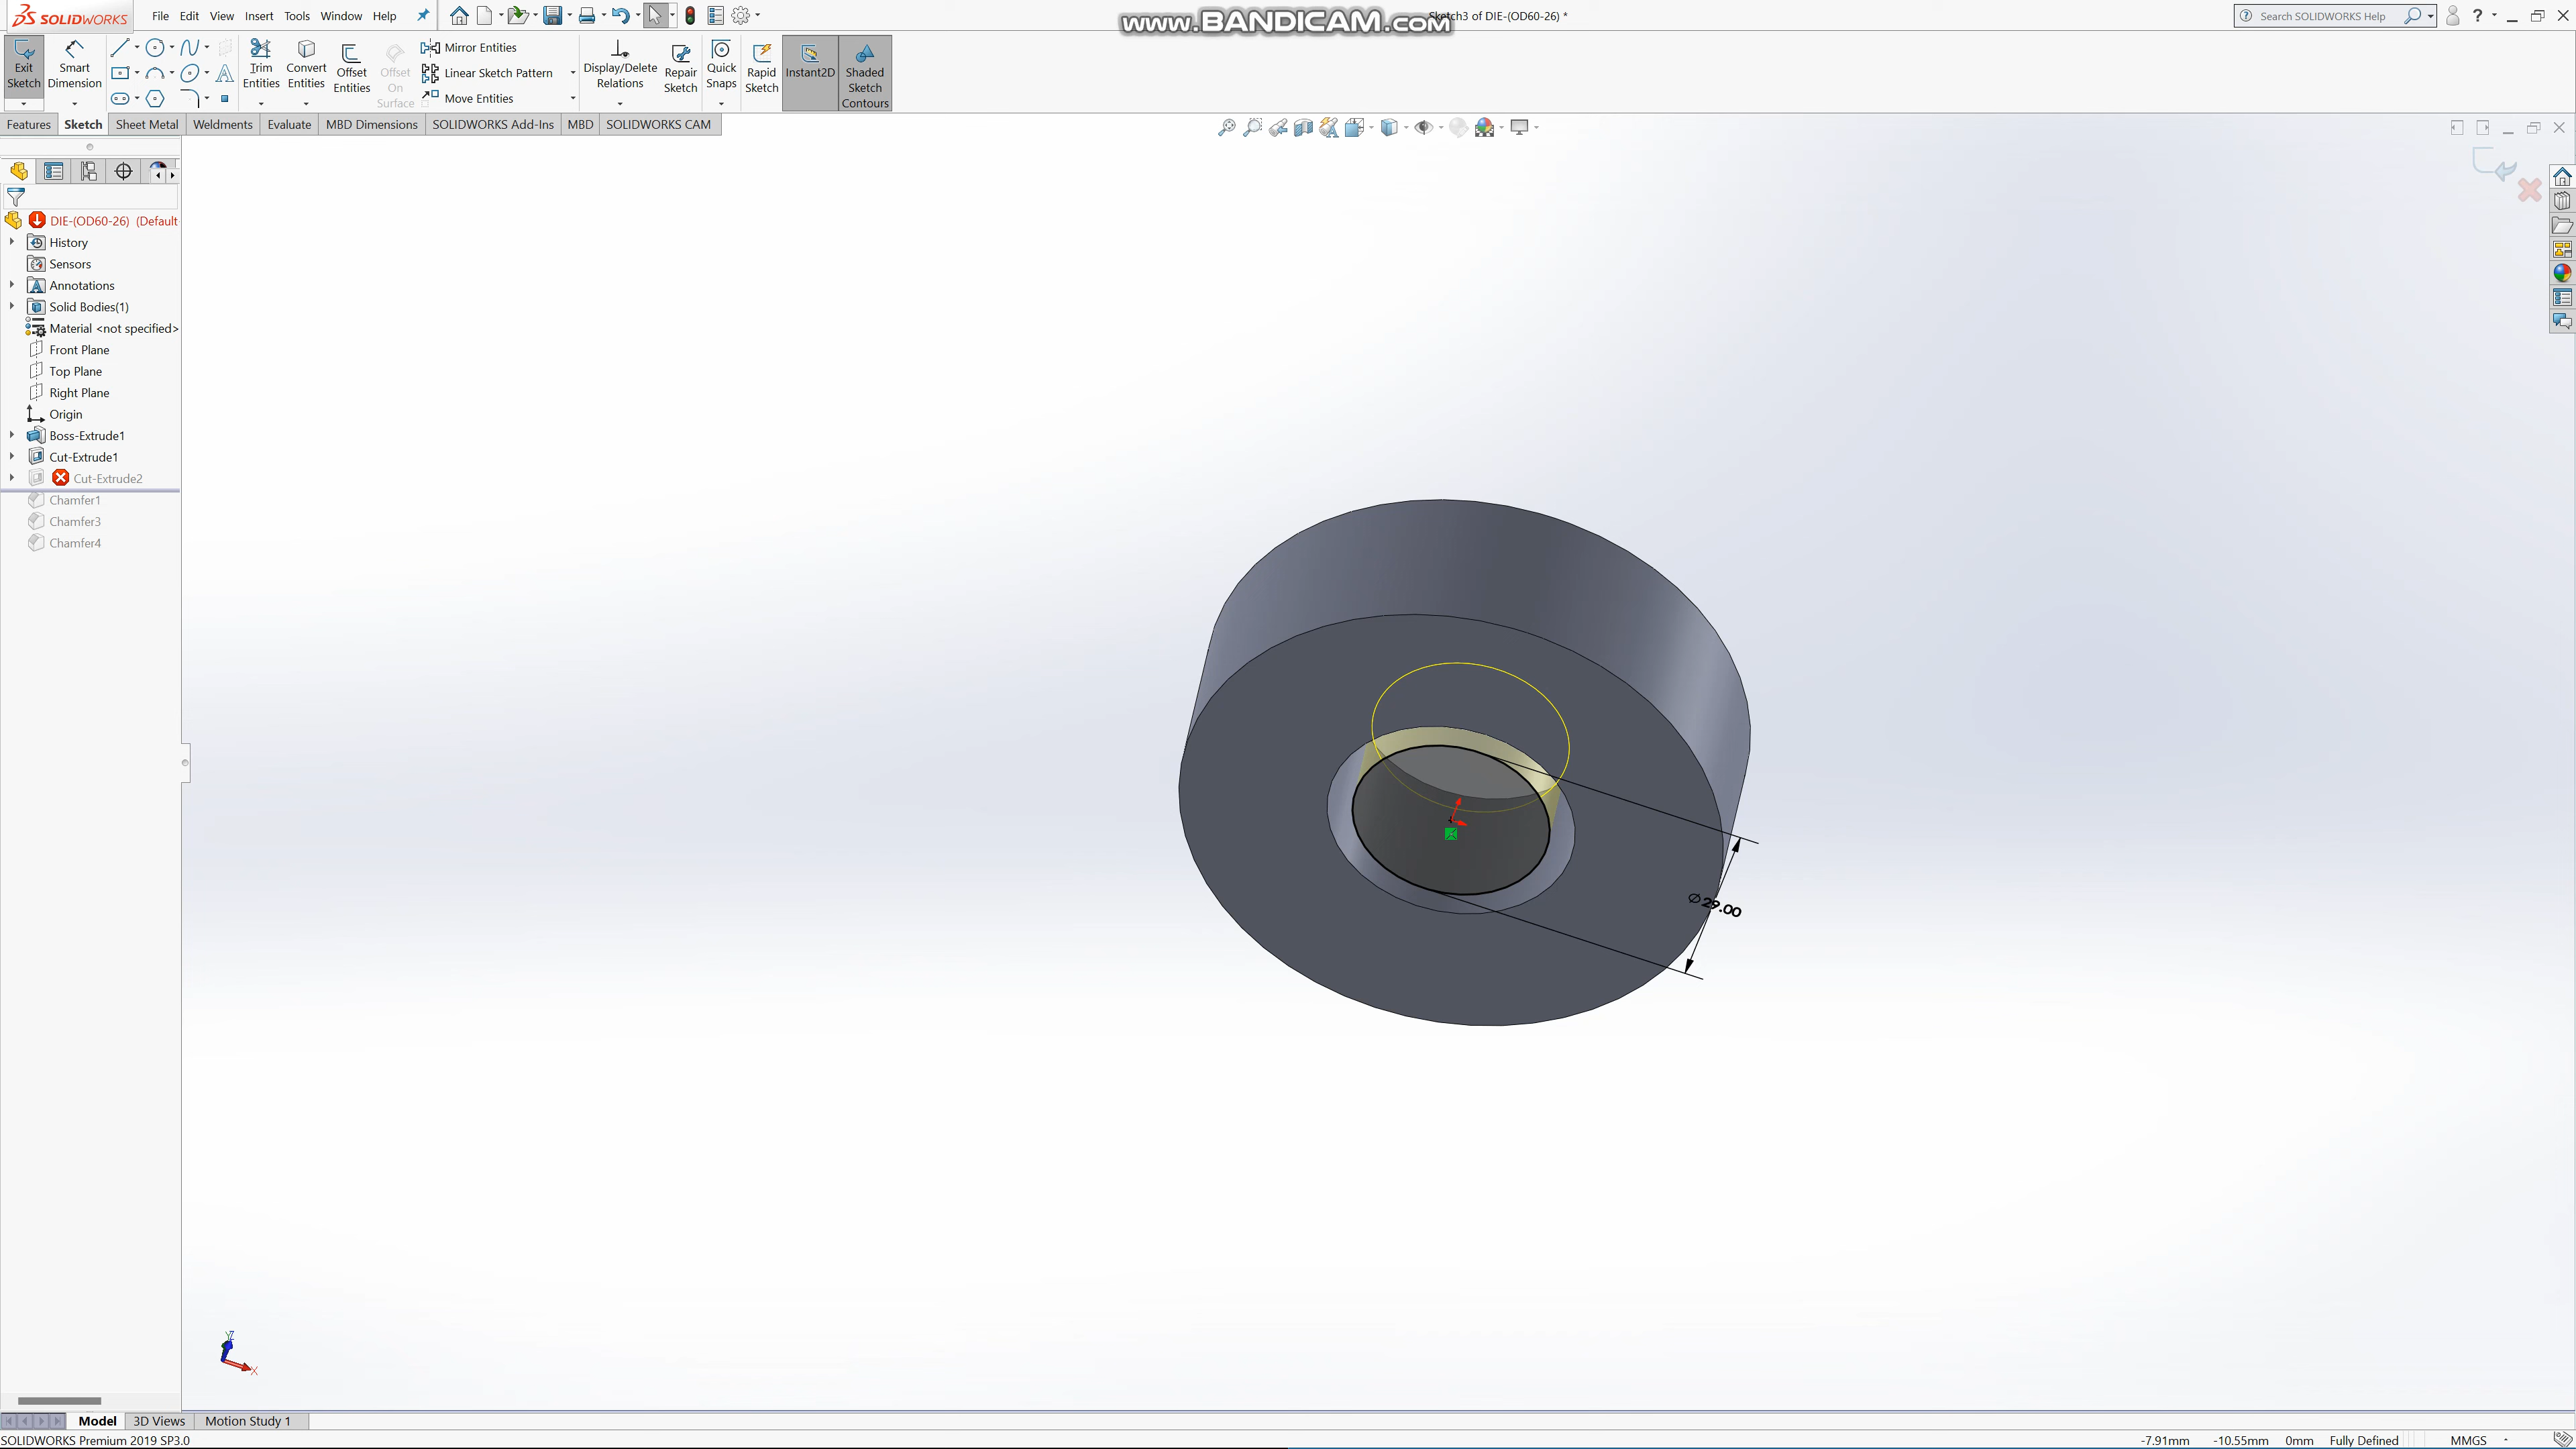 SOLIDWORKS
File Edit View Insert Tools Window Help
www.BANDICAM.com
Sketch3 of DIE-(OD60-26) *
Search SOLIDWORKS Help
Exit Sketch
Smart Dimension
Trim Entities
Convert Entities
Offset Entities
Offset On Surface
Mirror Entities
Linear Sketch Pattern
Move Entities
Display/Delete Relations
Repair Sketch
Quick Snaps
Rapid Sketch
Instant2D
Shaded Sketch Contours
Features Sketch Sheet Metal Weldments Evaluate MBD Dimensions SOLIDWORKS Add-Ins MBD SOLIDWORKS CAM
DIE-(OD60-26) (Default
History
Sensors
Annotations
Solid Bodies(1)
Material <not specified>
Front Plane
Top Plane
Right Plane
Origin
Boss-Extrude1
Cut-Extrude1
Cut-Extrude2
Chamfer1
Chamfer3
Chamfer4
∅29.00
Y Z
X
Model 3D Views Motion Study 1
SOLIDWORKS Premium 2019 SP3.0
-7.91mm -10.55mm 0mm Fully Defined MMGS